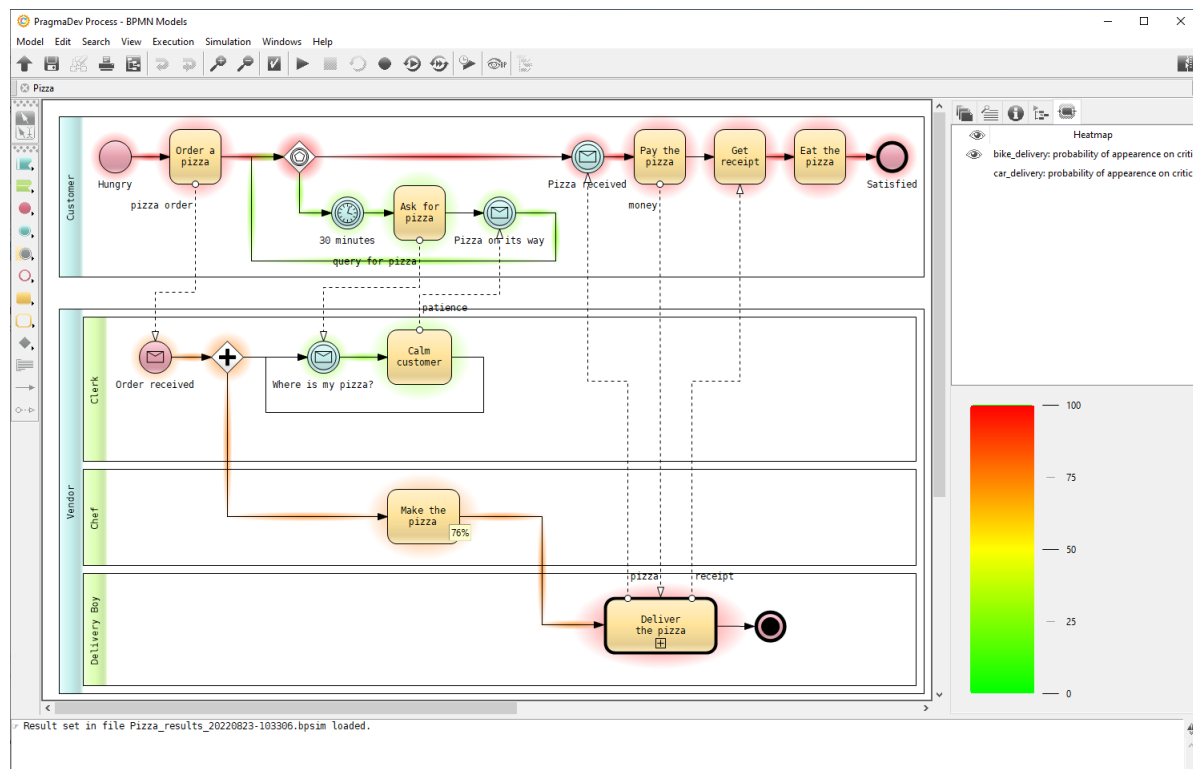 PragmaDev Process - BPMN Models
Model Edit Search View Execution Simulation Windows Help
Pizza
Customer
Hungry
Order a
pizza
pizza order
30 minutes
Ask for
pizza
Pizza on its way
query for pizza
Pizza received
Pay the
pizza
money
Get
receipt
Eat the
pizza
Satisfied
patience
Vendor
Clerk
Order received
Where is my pizza?
Calm
customer
Chef
Make the
pizza
76%
Delivery Boy
pizza
receipt
Deliver
the pizza
Heatmap
bike_delivery: probability of appearence on criti
car_delivery: probability of appearence on critic
100
75
50
25
0
Result set in file Pizza_results_20220823-103306.bpsim loaded.